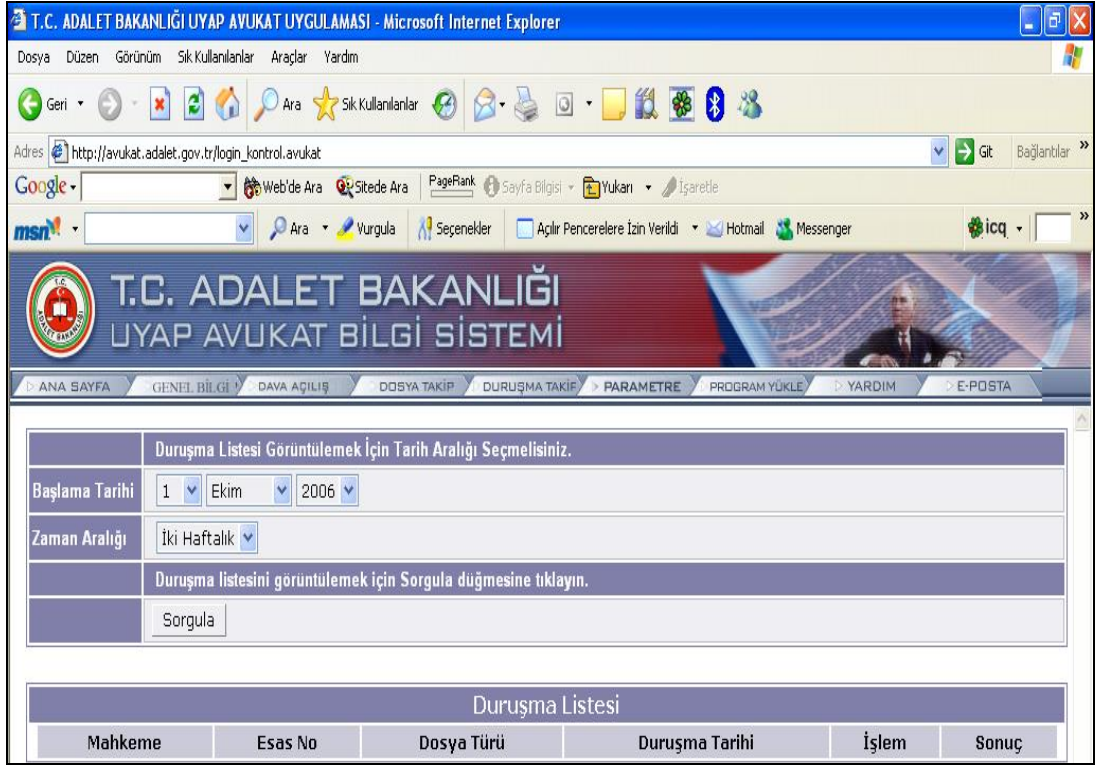 T.C. ADALET BAKANLIĞI UYAP AVUKAT UYGULAMASI - Microsoft Internet Explorer
Dosya Düzen Görünüm Sık Kullanılanlar Araçlar Yardım
Geri Ara Sık Kullanılanlar
Adres http://avukat.adalet.gov.tr/login_kontrol.avukat Git Bağlantılar »
Google Web'de Ara Sitede Ara PageRank Sayfa Bilgisi Yukarı İşaretle
msn Ara Vurgula Seçenekler Açılır Pencerelere İzin Verildi Hotmail Messenger icq »
T.C. ADALET BAKANLIĞI
UYAP AVUKAT BİLGİ SİSTEMİ
ANA SAYFA GENEL BİLGİ DAVA AÇILIŞ DOSYA TAKİP DURUŞMA TAKİP PARAMETRE PROGRAM YÜKLE YARDIM E-POSTA
Duruşma Listesi Görüntülemek İçin Tarih Aralığı Seçmelisiniz.
Başlama Tarihi 1 Ekim 2006
Zaman Aralığı İki Haftalık
Duruşma listesini görüntülemek için Sorgula düğmesine tıklayın.
Sorgula
Duruşma Listesi
Mahkeme Esas No Dosya Türü Duruşma Tarihi İşlem Sonuç